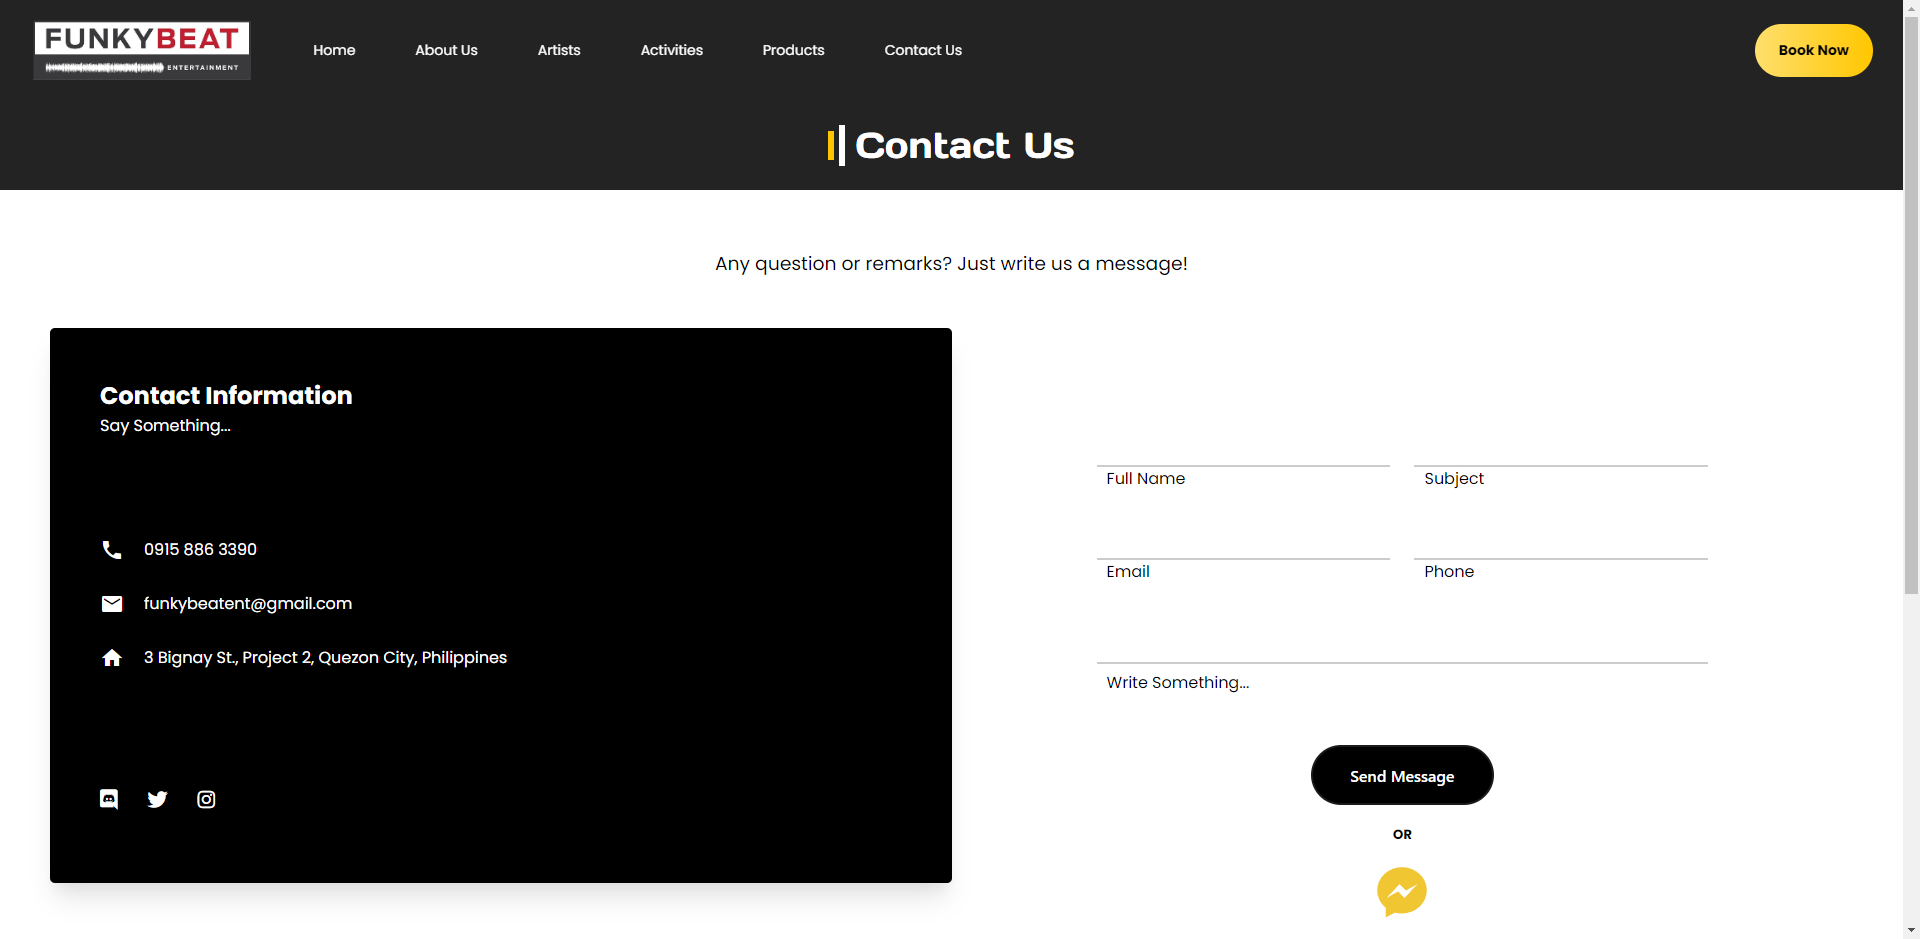 FUNKYBEAT
ENTERTAINMENT
Home
About Us
Artists
Activities
Products
Contact Us
Book Now
Contact Us
Any question or remarks? Just write us a message!
Contact Information
Say Something...
0915 886 3390
funkybeatent@gmail.com
3 Bignay St., Project 2, Quezon City, Philippines
Full Name
Subject
Email
Phone
Write Something...
Send Message
OR